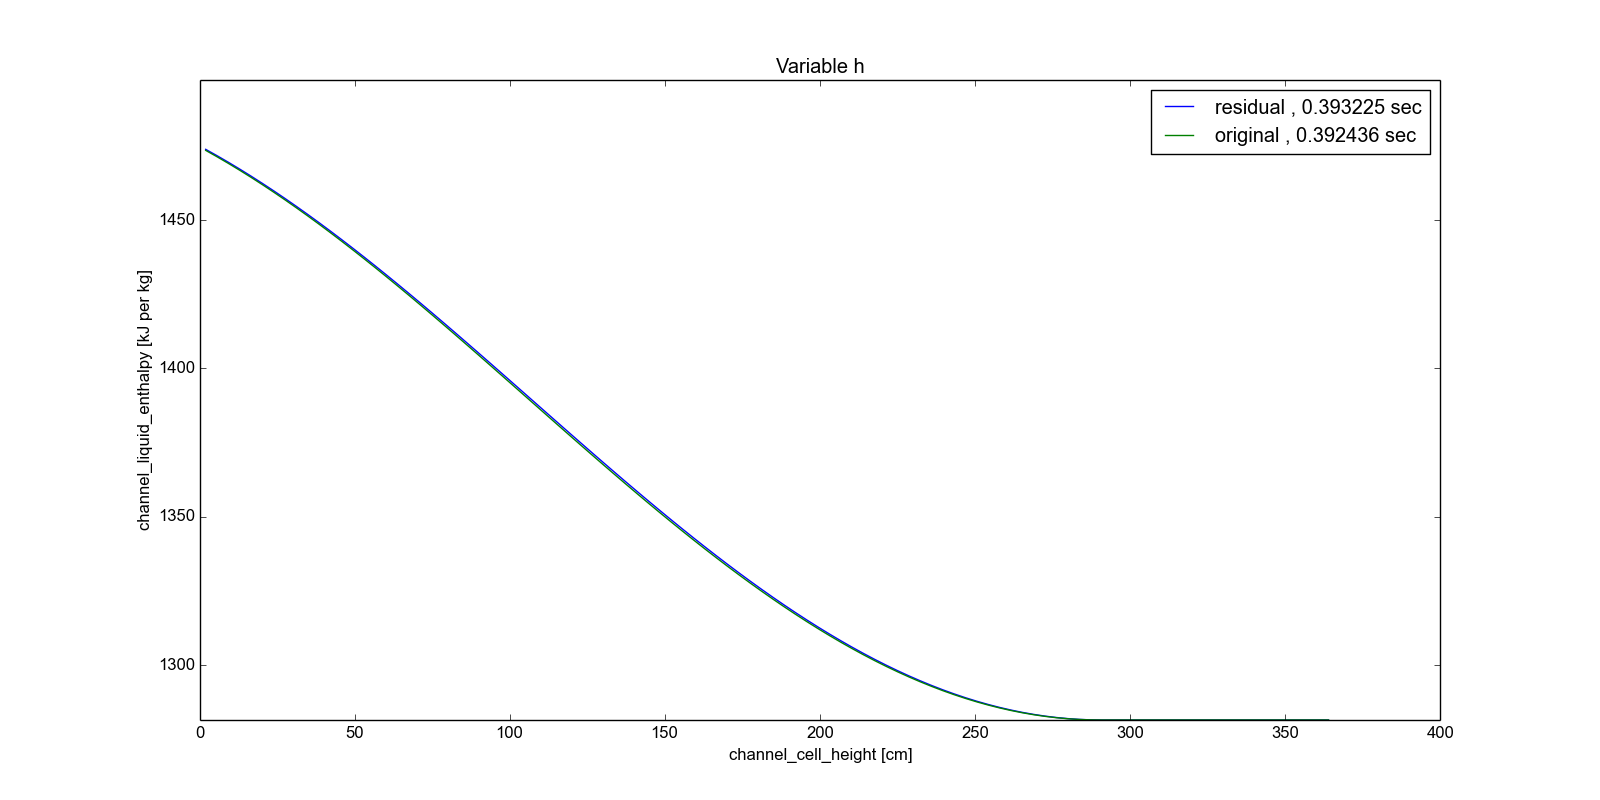 Variable h
residual , 0.393225 sec
original , 0.392436 sec
channel_liquid_enthalpy [kJ per kg]
1450
1400
1350
1300
0 50 100 150 200 250 300 350 400
channel_cell_height [cm]